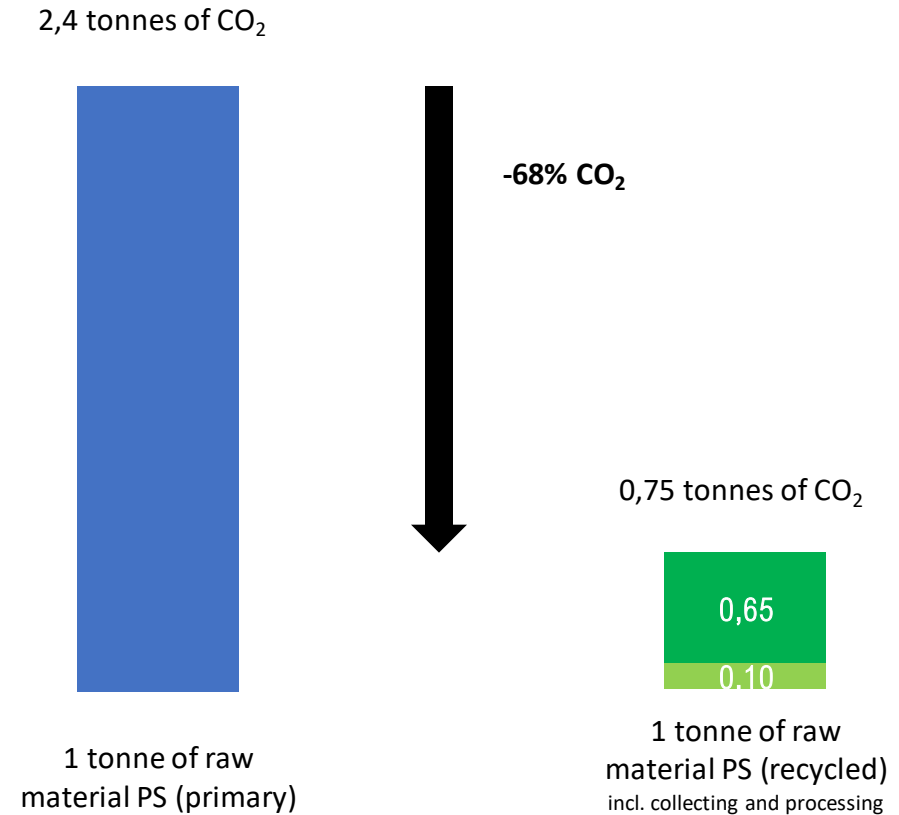 2,4 tonnes of CO₂
-68% CO₂
0,75 tonnes of CO₂
0,65
0,10
1 tonne of raw
material PS (primary)
1 tonne of raw
material PS (recycled)
incl. collecting and processing